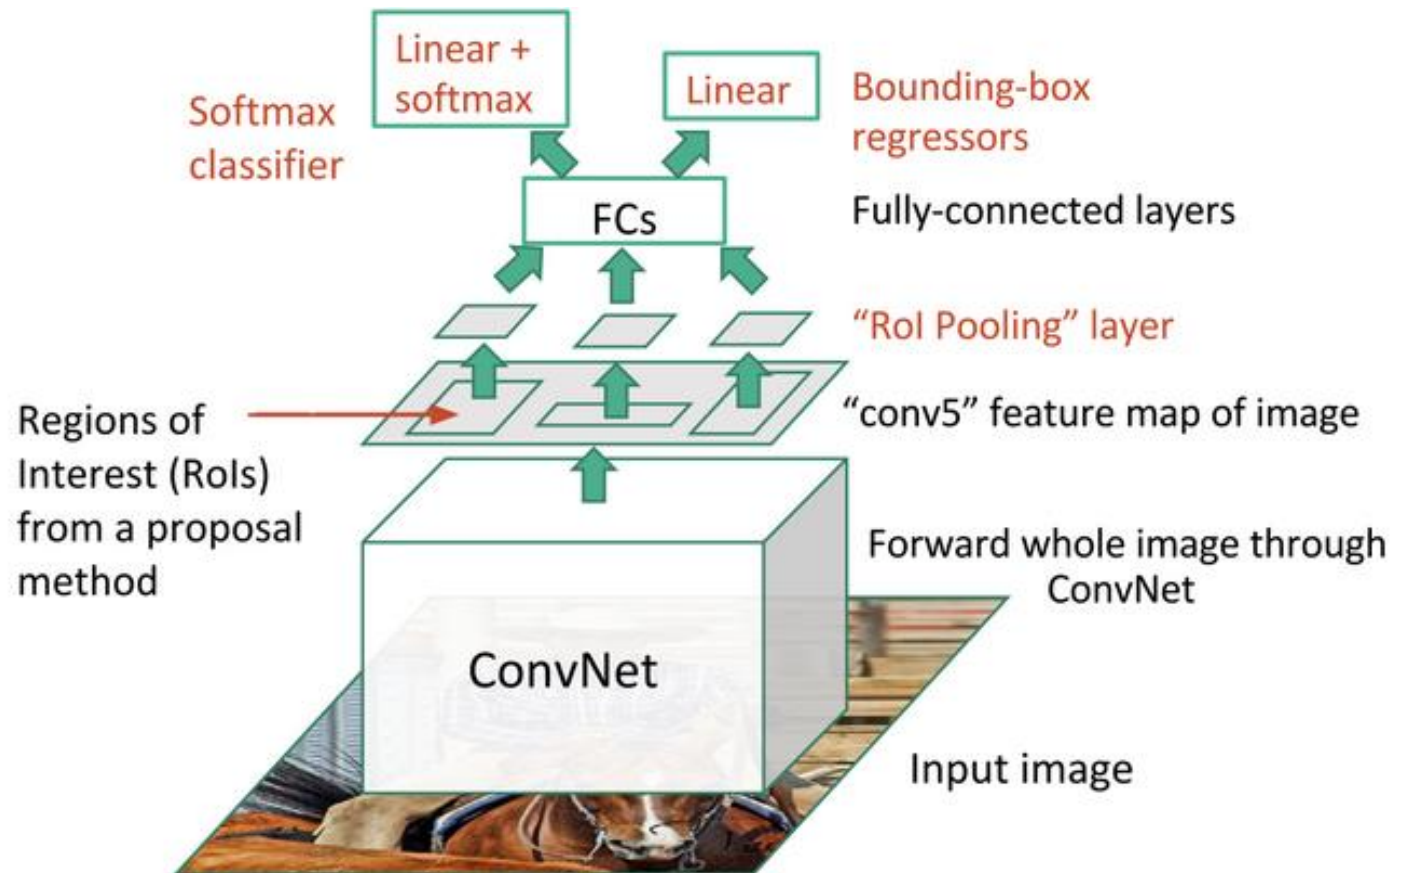 Linear +
softmax
Linear
Softmax
classifier
Bounding-box
regressors
FCs
Fully-connected layers
“RoI Pooling” layer
Regions of
Interest (RoIs)
from a proposal
method
“conv5” feature map of image
Forward whole image through
ConvNet
ConvNet
Input image